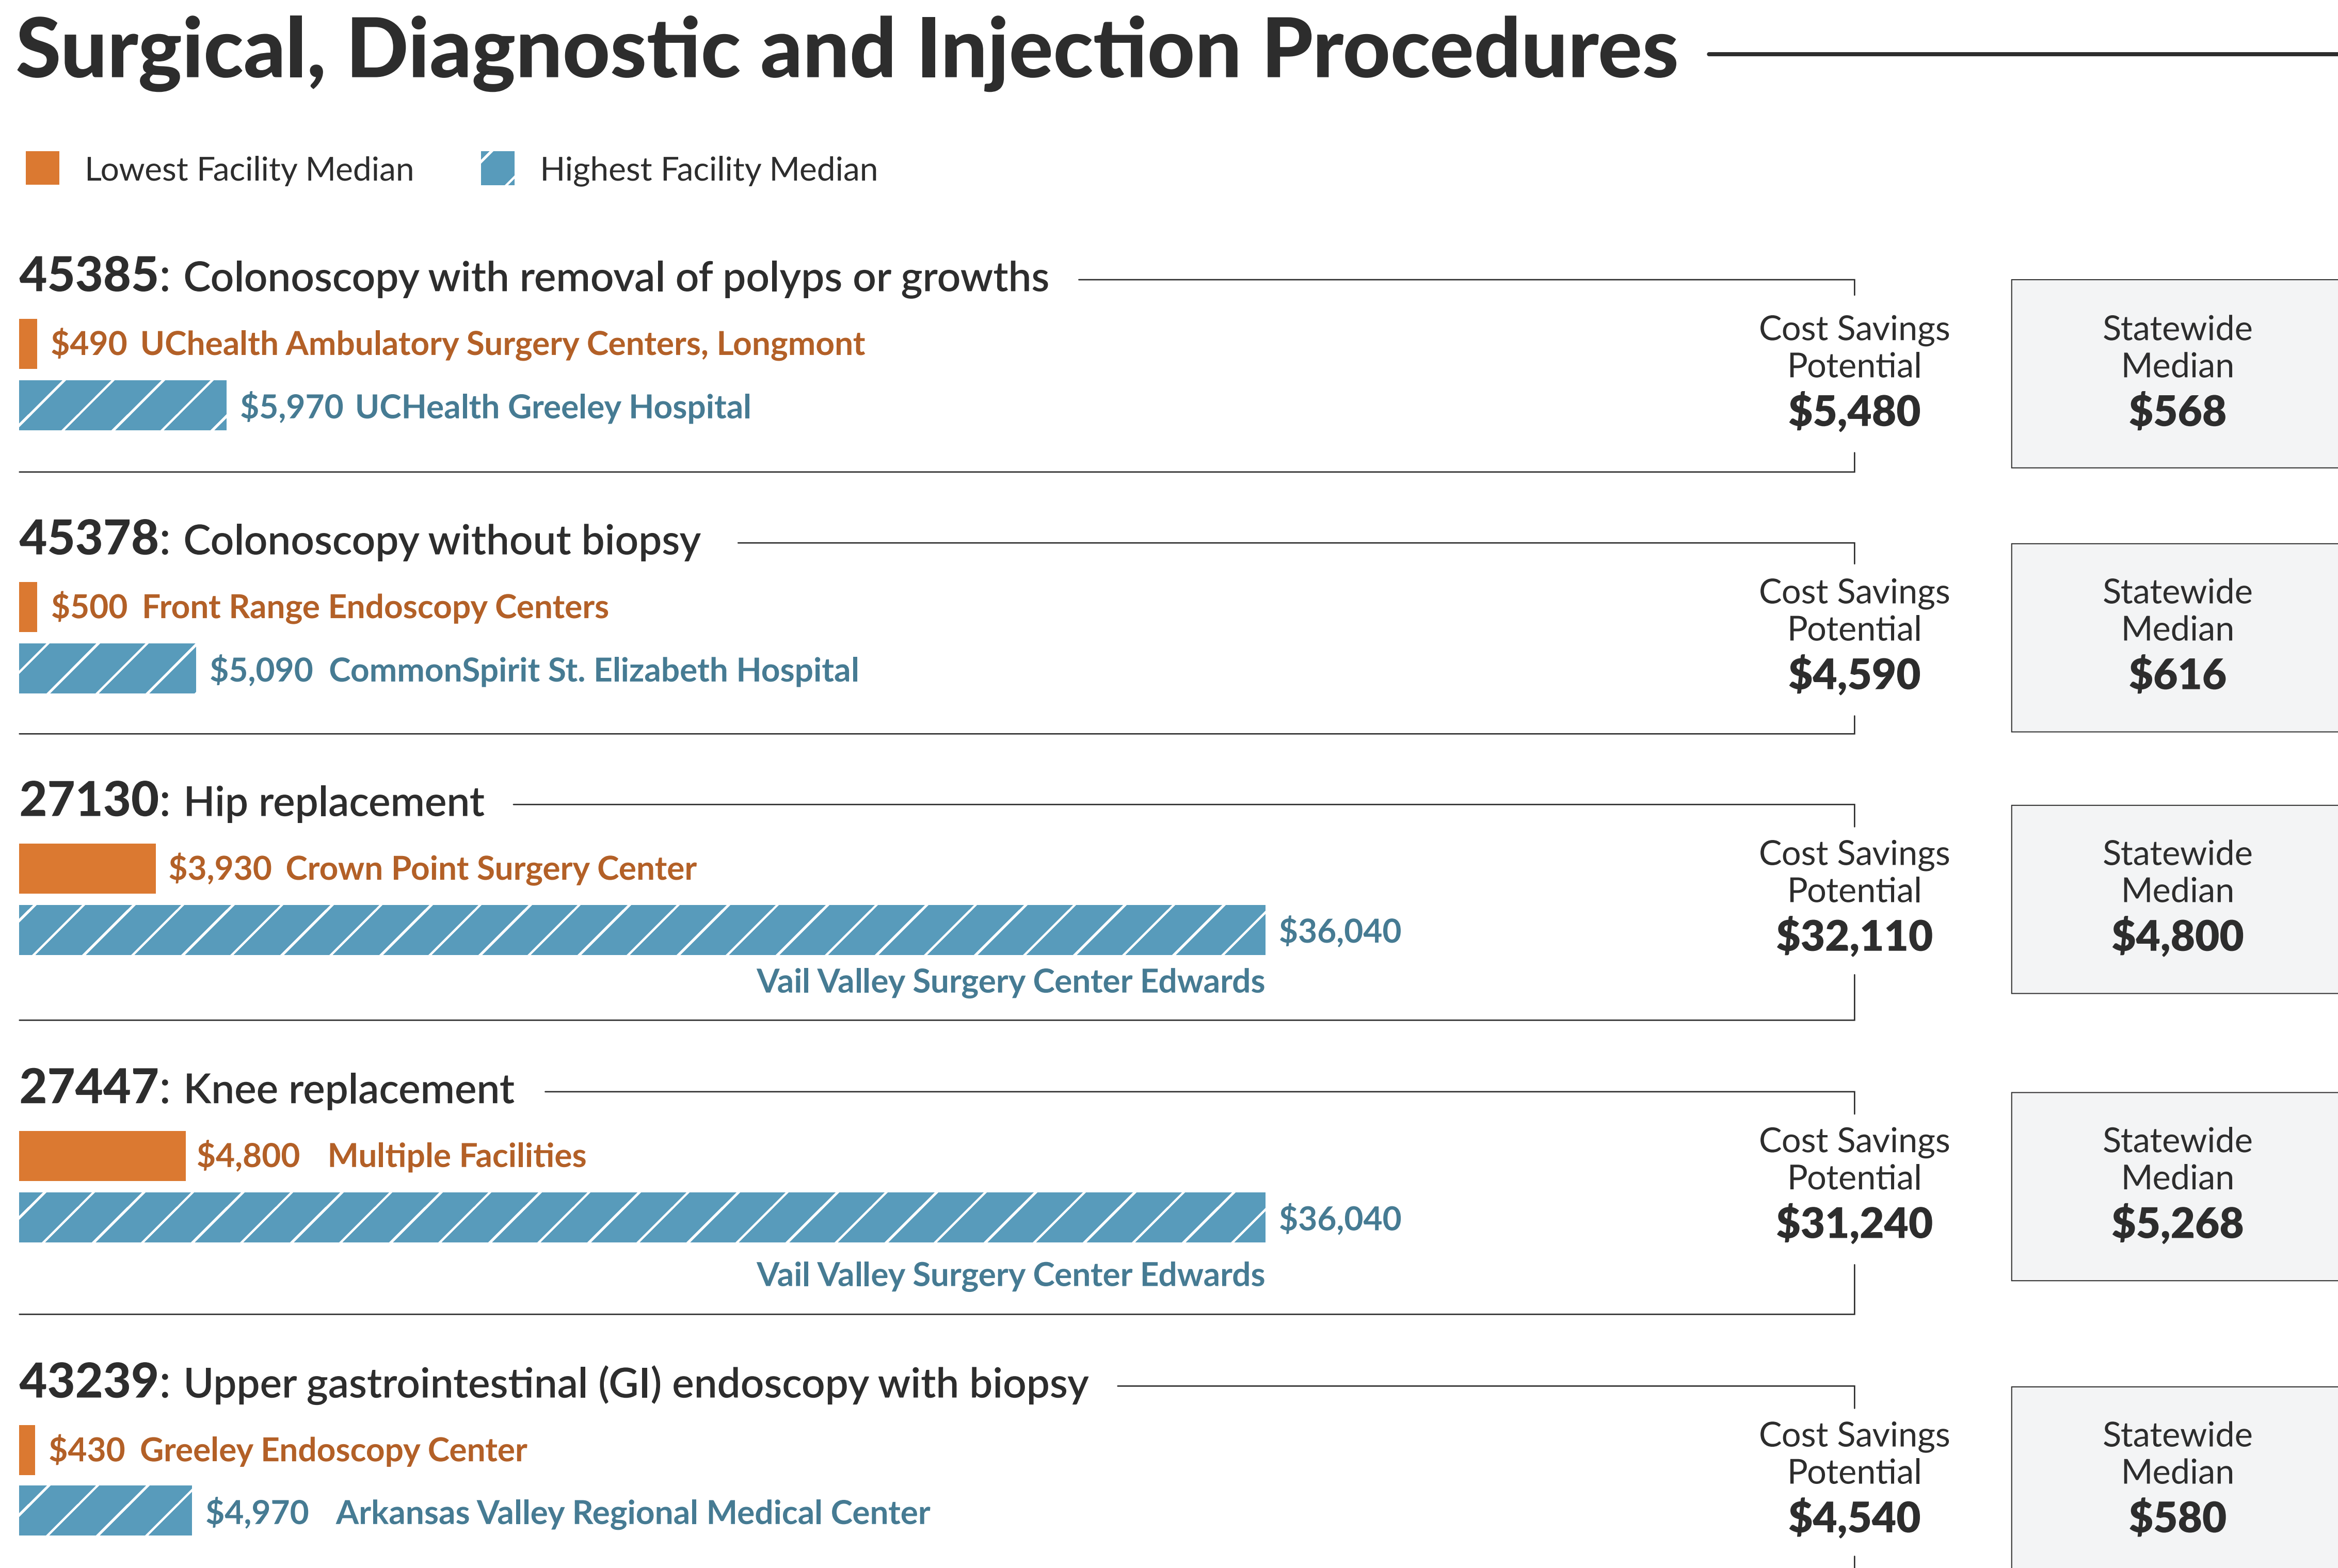 Surgical, Diagnostic and Injection Procedures
Lowest Facility Median
Highest Facility Median
45385: Colonoscopy with removal of polyps or growths
$490 UChealth Ambulatory Surgery Centers, Longmont
$5,970 UCHealth Greeley Hospital
Cost Savings
Potential
$5,480
Statewide
Median
$568
45378: Colonoscopy without biopsy
$500 Front Range Endoscopy Centers
$5,090 CommonSpirit St. Elizabeth Hospital
Cost Savings
Potential
$4,590
Statewide
Median
$616
27130: Hip replacement
$3,930 Crown Point Surgery Center
$36,040
Vail Valley Surgery Center Edwards
Cost Savings
Potential
$32,110
Statewide
Median
$4,800
27447: Knee replacement
$4,800 Multiple Facilities
$36,040
Vail Valley Surgery Center Edwards
Cost Savings
Potential
$31,240
Statewide
Median
$5,268
43239: Upper gastrointestinal (GI) endoscopy with biopsy
$430 Greeley Endoscopy Center
$4,970 Arkansas Valley Regional Medical Center
Cost Savings
Potential
$4,540
Statewide
Median
$580